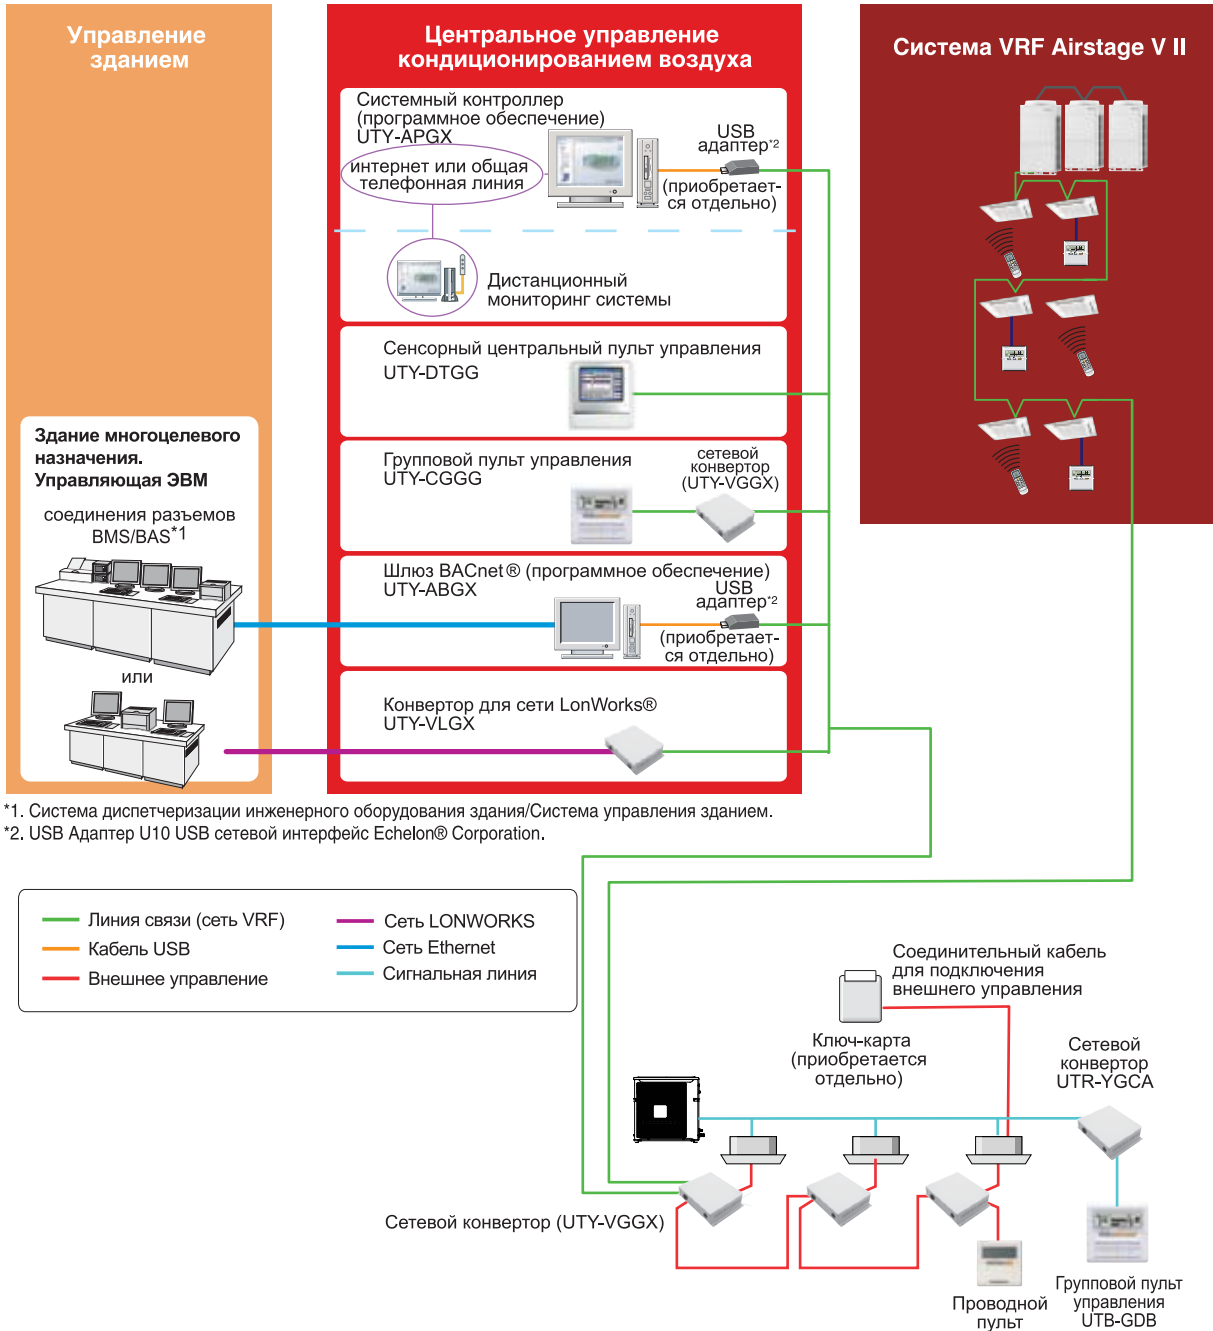 Управление
зданием
Центральное управление
кондиционированием воздуха
Система VRF Airstage V II
Системный контроллер
(программное обеспечение)
UTY-APGX
интернет или общая
телефонная линия
USB
адаптер*2
(приобретает-
ся отдельно)
Дистанционный
мониторинг системы
Сенсорный центральный пульт управления
UTY-DTGG
Групповой пульт управления
UTY-CGGG
сетевой
конвертор
(UTY-VGGX)
Шлюз BACnet® (программное обеспечение)
UTY-ABGX
USB
адаптер*2
(приобретает-
ся отдельно)
Конвертор для сети LonWorks®
UTY-VLGX
Здание многоцелевого
назначения.
Управляющая ЭВМ
соединения разъемов
BMS/BAS*1
или
*1. Система диспетчеризации инженерного оборудования здания/Система управления зданием.
*2. USB Адаптер U10 USB сетевой интерфейс Echelon® Corporation.
Линия связи (сеть VRF)
Кабель USB
Внешнее управление
Сеть LONWORKS
Сеть Ethernet
Сигнальная линия
Соединительный кабель
для подключения
внешнего управления
Ключ-карта
(приобретается
отдельно)
Сетевой
конвертор
UTR-YGCA
Сетевой конвертор (UTY-VGGX)
Проводной
пульт
Групповой пульт
управления
UTB-GDB